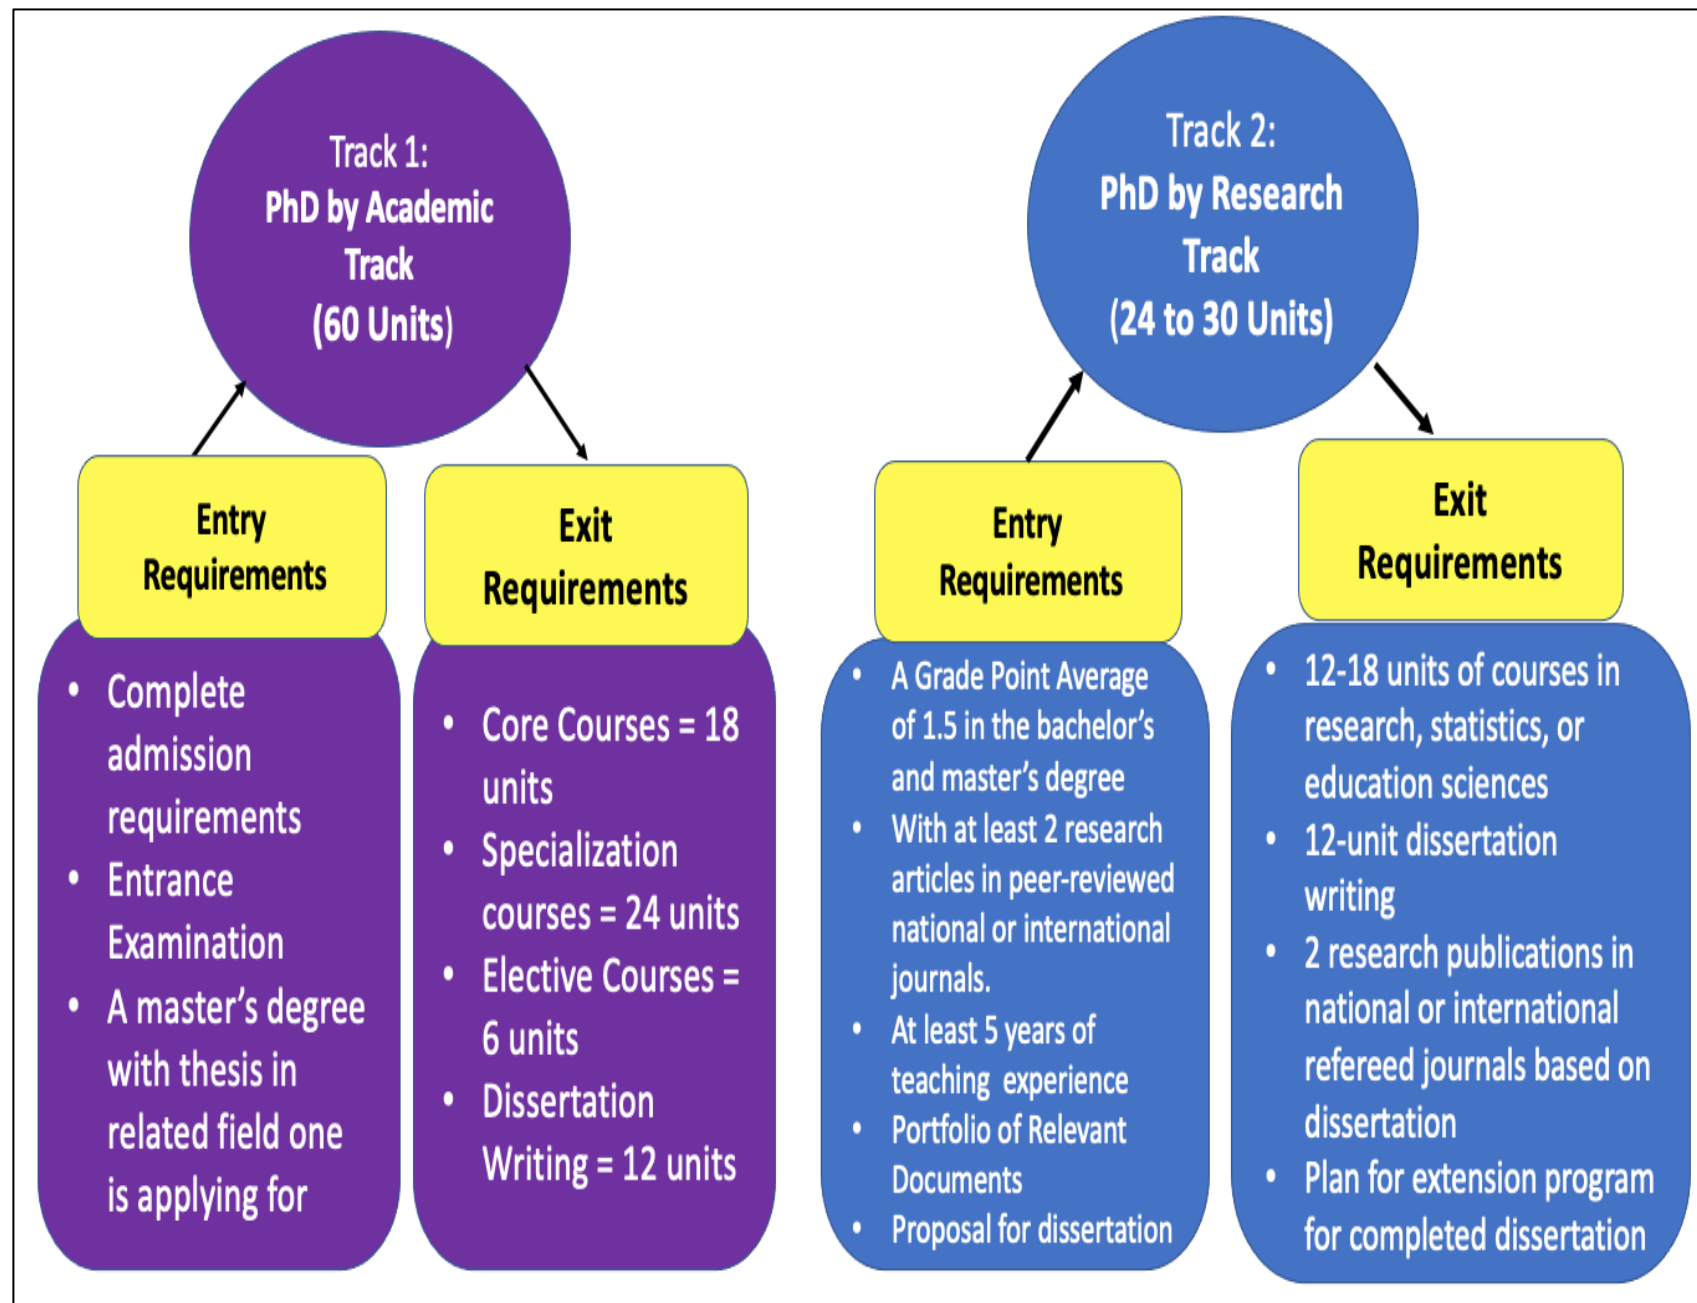 Track 1:
PhD by Academic
Track
(60 Units)
Entry
Requirements
• Complete
admission
requirements
• Entrance
Examination
• A master’s degree
with thesis in
related field one
is applying for
Exit
Requirements
• Core Courses = 18
units
• Specialization
courses = 24 units
• Elective Courses =
6 units
• Dissertation
Writing = 12 units
Track 2:
PhD by Research
Track
(24 to 30 Units)
Entry
Requirements
• A Grade Point Average
of 1.5 in the bachelor’s
and master’s degree
• With at least 2 research
articles in peer-reviewed
national or international
journals.
• At least 5 years of
teaching experience
• Portfolio of Relevant
Documents
• Proposal for dissertation
Exit
Requirements
• 12-18 units of courses in
research, statistics, or
education sciences
• 12-unit dissertation
writing
• 2 research publications in
national or international
refereed journals based on
dissertation
• Plan for extension program
for completed dissertation